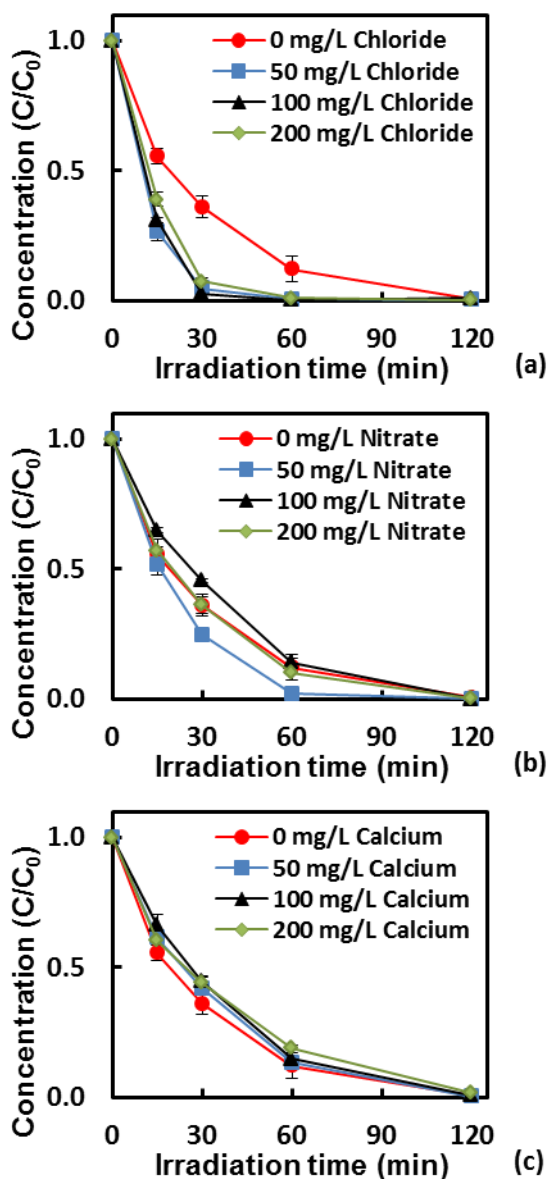 Concentration (C/C₀)
1.0
0.5
0.0
0 mg/L Chloride
50 mg/L Chloride
100 mg/L Chloride
200 mg/L Chloride
0 30 60 90 120
Irradiation time (min)
(a)
Concentration (C/C₀)
1.0
0.5
0.0
0 mg/L Nitrate
50 mg/L Nitrate
100 mg/L Nitrate
200 mg/L Nitrate
0 30 60 90 120
Irradiation time (min)
(b)
Concentration (C/C₀)
1.0
0.5
0.0
0 mg/L Calcium
50 mg/L Calcium
100 mg/L Calcium
200 mg/L Calcium
0 30 60 90 120
Irradiation time (min)
(c)